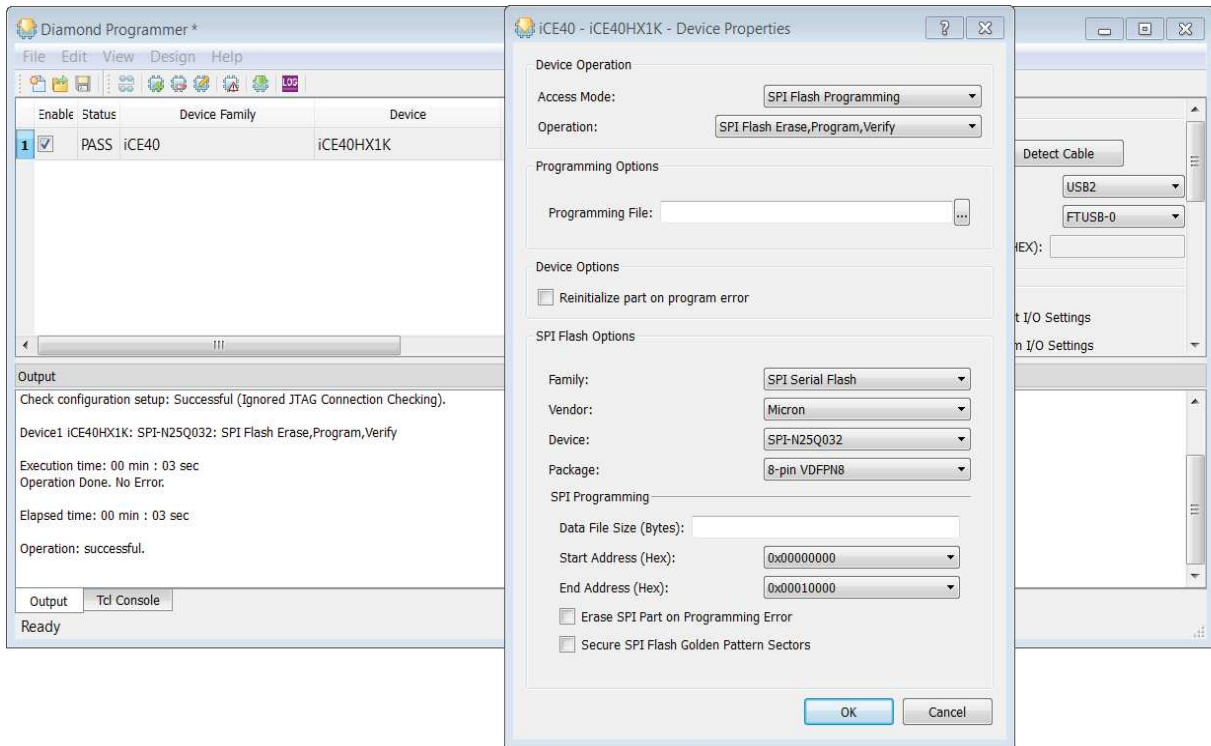 Diamond Programmer *
File Edit View Design Help
LOG
Enable Status Device Family Device
1 PASS iCE40 iCE40HX1K
Output
Check configuration setup: Successful (Ignored JTAG Connection Checking).
Device1 iCE40HX1K: SPI-N25Q032: SPI Flash Erase,Program,Verify
Execution time: 00 min : 03 sec
Operation Done. No Error.
Elapsed time: 00 min : 03 sec
Operation: successful.
Output Tcl Console
Ready
iCE40 - iCE40HX1K - Device Properties
Device Operation
Access Mode: SPI Flash Programming
Operation: SPI Flash Erase,Program,Verify
Programming Options
Programming File: ...
Device Options
Reinitialize part on program error
SPI Flash Options
Family: SPI Serial Flash
Vendor: Micron
Device: SPI-N25Q032
Package: 8-pin VDFPN8
SPI Programming
Data File Size (Bytes):
Start Address (Hex): 0x00000000
End Address (Hex): 0x00010000
Erase SPI Part on Programming Error
Secure SPI Flash Golden Pattern Sectors
OK Cancel
Detect Cable
USB2
FTUSB-0
HEX):
t I/O Settings
m I/O Settings